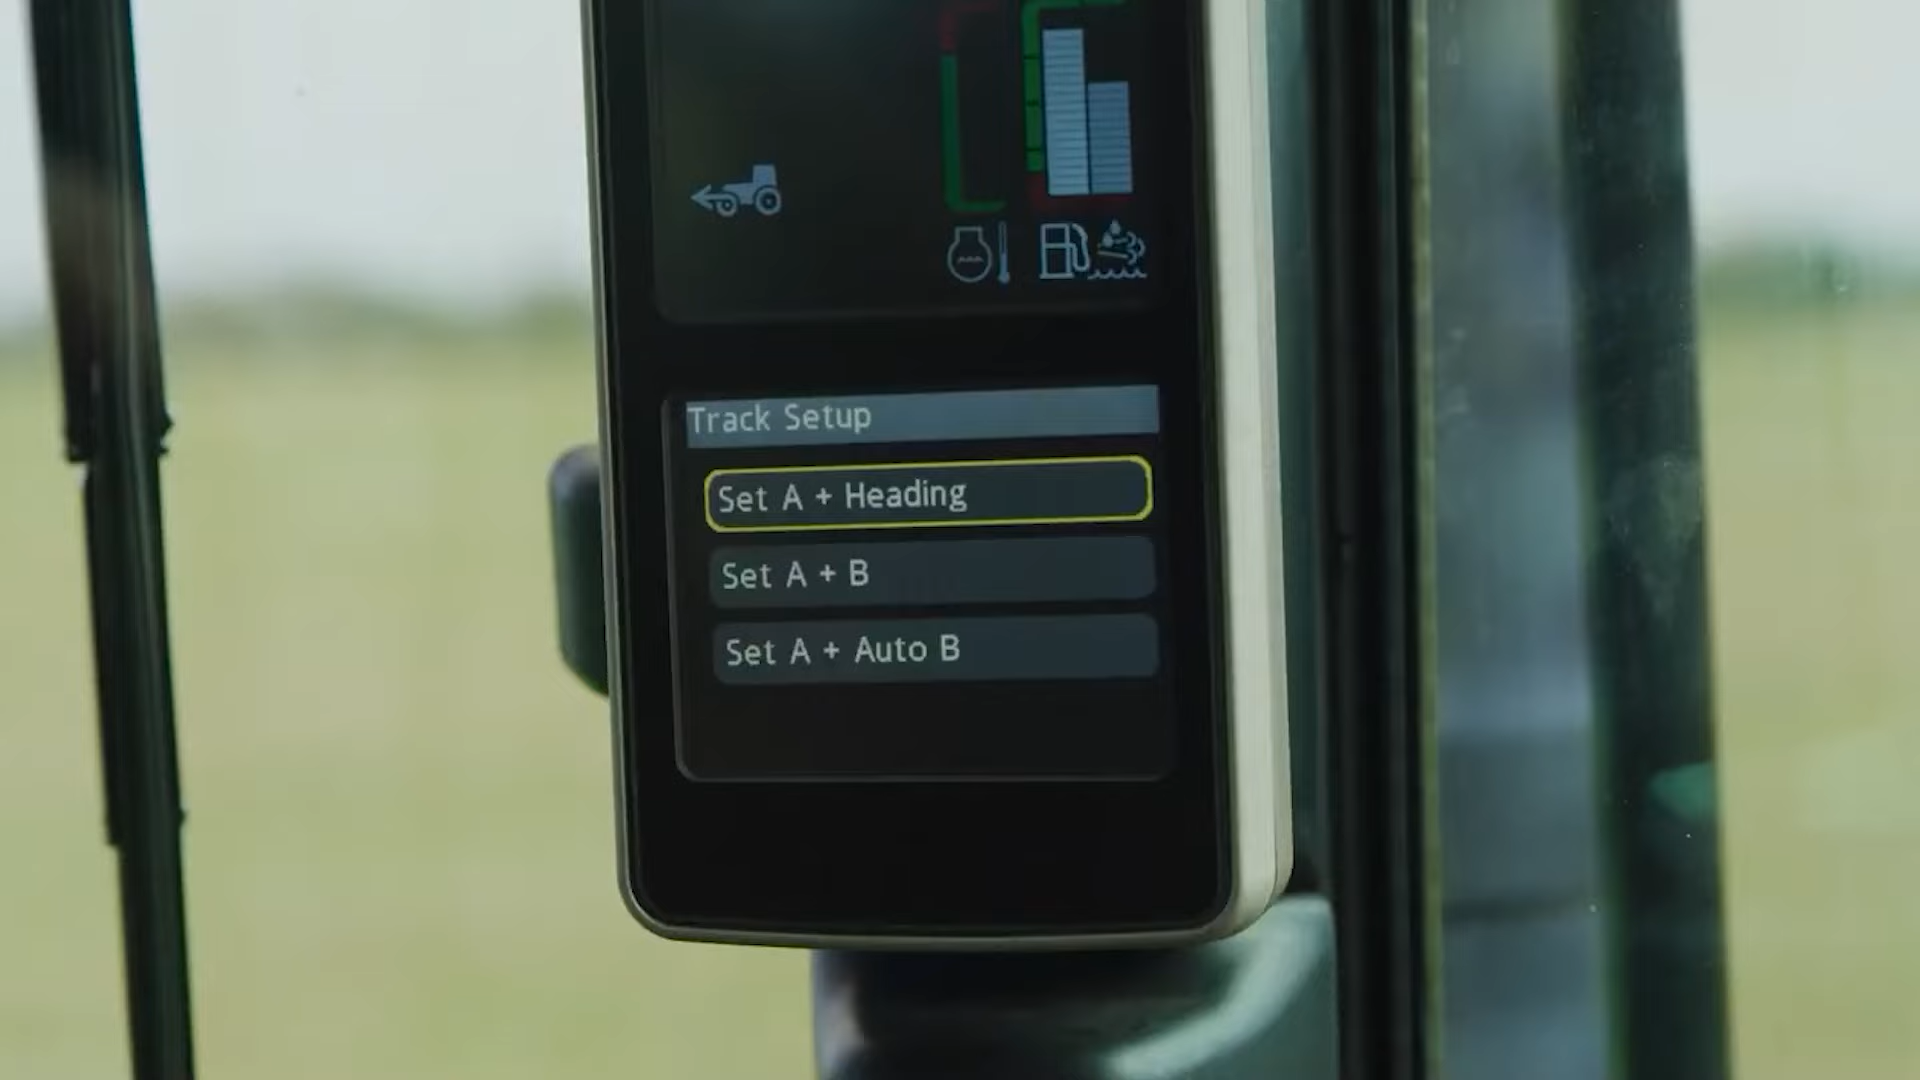 Track Setup
Set A + Heading
Set A + B
Set A + Auto B